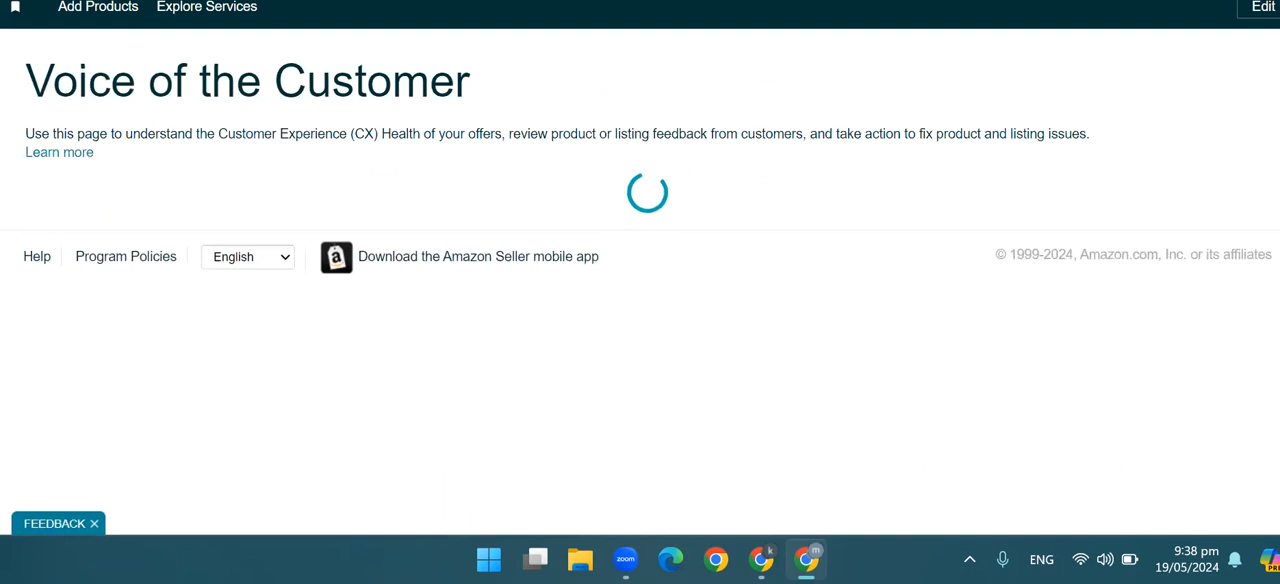 Add Products Explore Services Edit
Voice of the Customer
Use this page to understand the Customer Experience (CX) Health of your offers, review product or listing feedback from customers, and take action to fix product and listing issues.
Learn more
Help Program Policies English Download the Amazon Seller mobile app © 1999-2024, Amazon.com, Inc. or its affiliates
FEEDBACK
zoom k m ENG 9:38 pm
19/05/2024